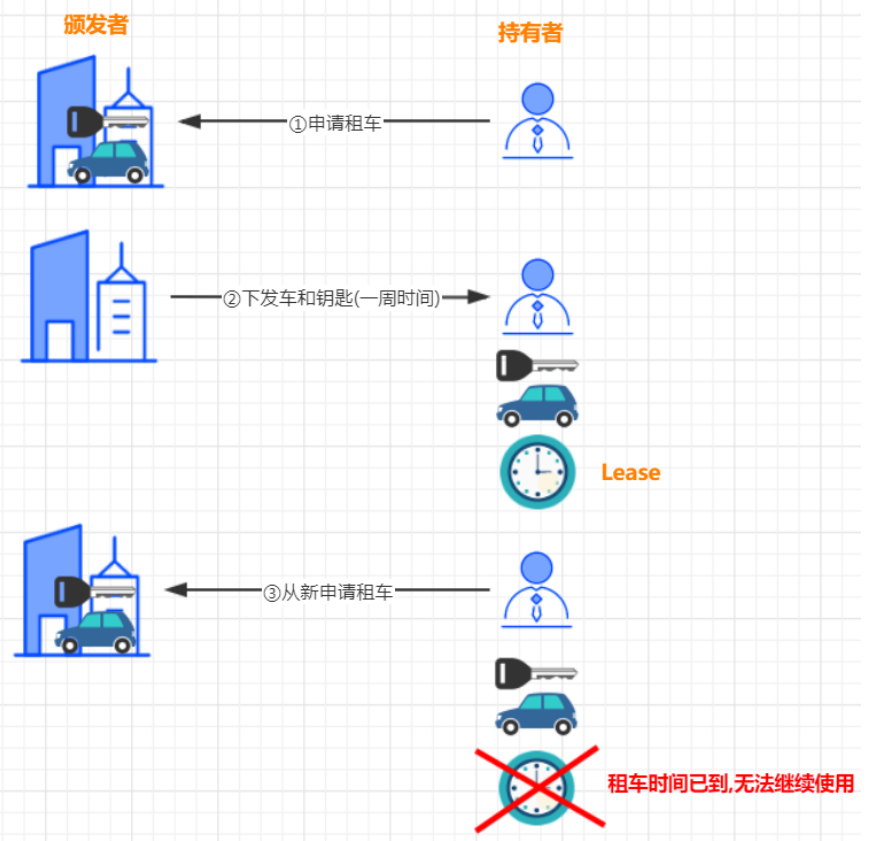 颁发者
持有者
①申请租车
②下发车和钥匙(一周时间)
Lease
③从新申请租车
租车时间已到,无法继续使用